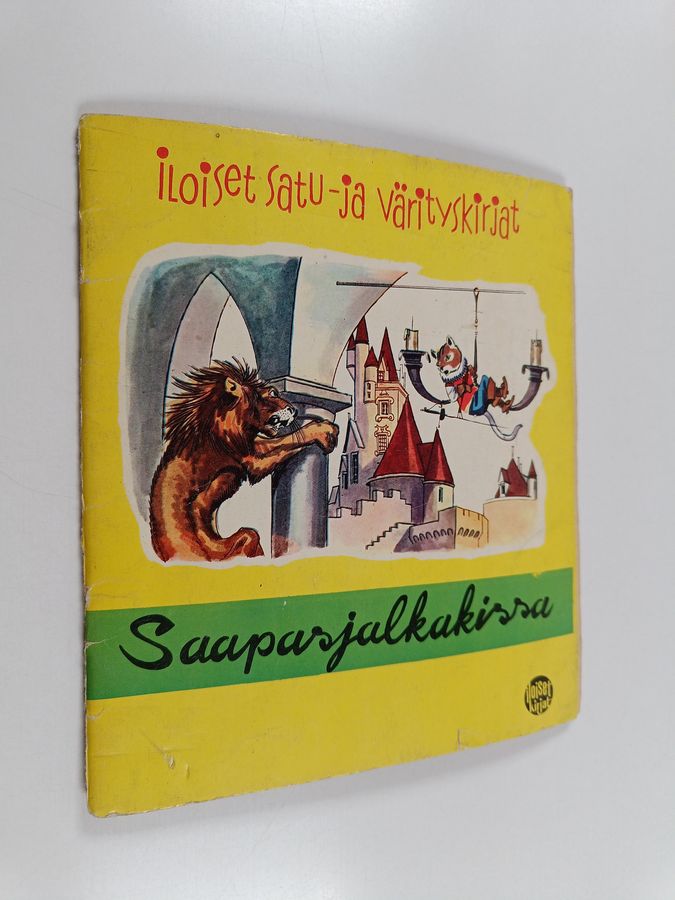 iloiset satu-ja värityskirjat
Saapasjalkakissa
iloiset
kirjat